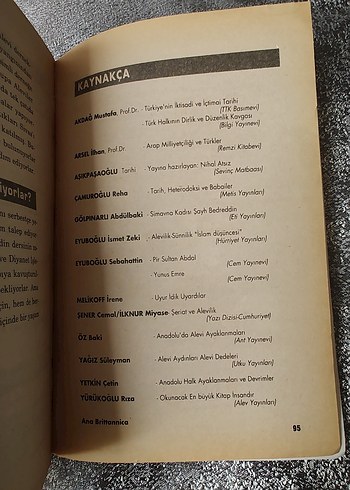 KAYNAKÇA
AKDAĞ Mustafa, Prof.Dr. - Türkiye'nin İktisadi ve İçtimai Tarihi
(TTK Basımevi)
- Türk Halkının Dirlik ve Düzenlik Kavgası
(Bilgi Yayınevi)
ARSEL İlhan, Prof.Dr. - Arap Milliyetçiliği ve Türkler
(Remzi Kitabevi)
AŞIKPAŞAOĞLU Tarihi - Yayına hazırlayan: Nihal Atsız
(Sevinç Matbaası)
ÇAMUROĞLU Reha - Tarih, Heterodoksi ve Babailer
(Metis Yayınları)
GÖLPINARLI Abdülbaki - Simavna Kadısı Şayh Bedreddin
(Eti Yayınları)
EYUBOĞLU İsmet Zeki - Alevilik-Sünnilik "İslam düşüncesi"
(Hürriyet Yayınları)
EYUBOĞLU Sebahattin - Pir Sultan Abdal
(Cem Yayınevi)
- Yunus Emre
(Cem Yayınevi)
MELİKOFF İrene - Uyur İdik Uyardılar
ŞENER Cemal/İLKNUR Miyase Şeriat ve Alevilik
(Yazı Dizisi-Cumhuriyet)
ÖZ Baki - Anadolu'da Alevi Ayaklanmaları
(Ant Yayınevi)
YAĞIZ Süleyman - Alevi Aydınları Alevi Dedeleri
(Utku Yayınları)
YETKİN Çetin - Anadolu Halk Ayaklanmaları ve Devrimler
YÜRÜKOĞLU Rıza - Okunacak En büyük Kitap İnsandır
(Alev Yayınları)
Ana Brittannica
95